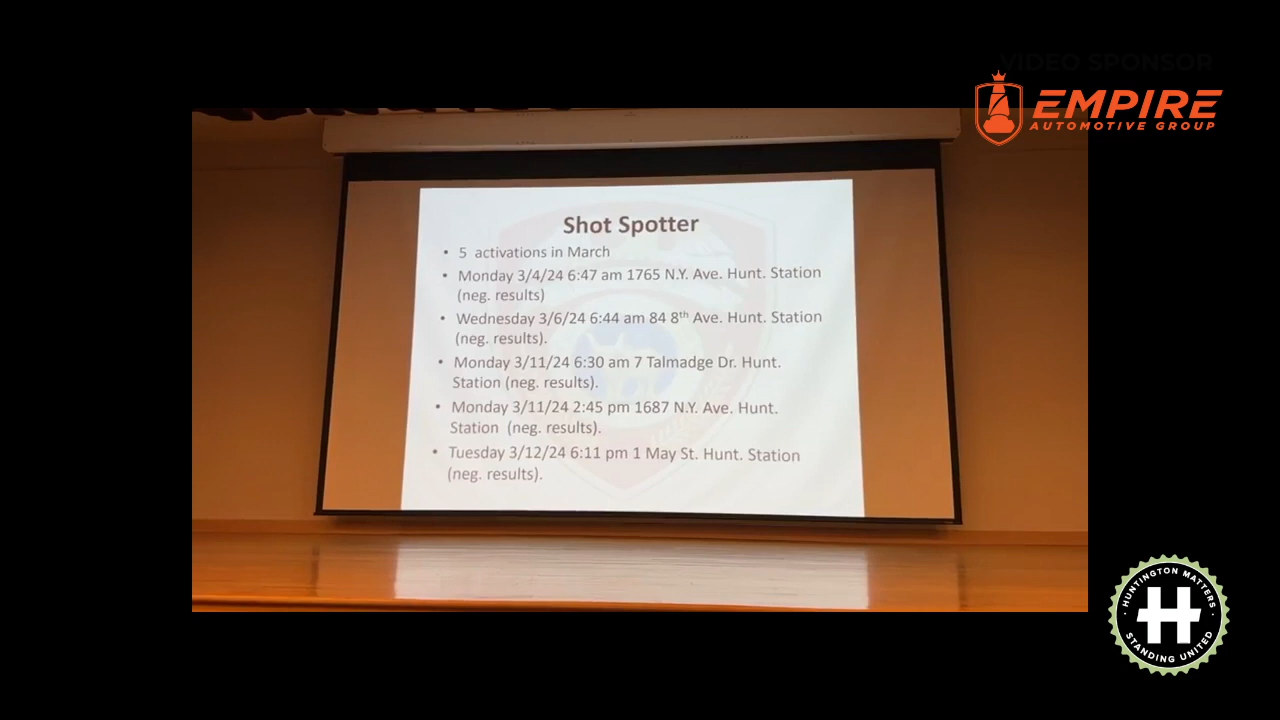 VIDEO SPONSOR
EMPIRE
AUTOMOTIVE GROUP
Shot Spotter
• 5 activations in March
• Monday 3/4/24 6:47 am 1765 N.Y. Ave. Hunt. Station
(neg. results)
• Wednesday 3/6/24 6:44 am 84 8th Ave. Hunt. Station
(neg. results).
• Monday 3/11/24 6:30 am 7 Talmadge Dr. Hunt.
Station (neg. results).
• Monday 3/11/24 2:45 pm 1687 N.Y. Ave. Hunt.
Station (neg. results).
• Tuesday 3/12/24 6:11 pm 1 May St. Hunt. Station
(neg. results).
HUNTINGTON MATTERS
H
STANDING UNITED